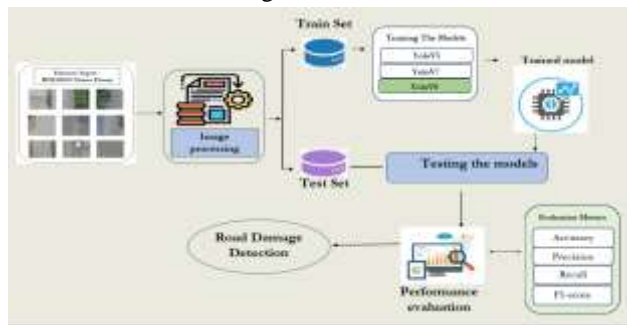 Train Set
Training The Models
YoloV5
YoloV7
YoloV8
Trained model
Image
processing
Test Set
Testing the models
Road Damage
Detection
Performance
evaluation
Evaluation Metrics
Accuracy
Precision
Recall
F1-score